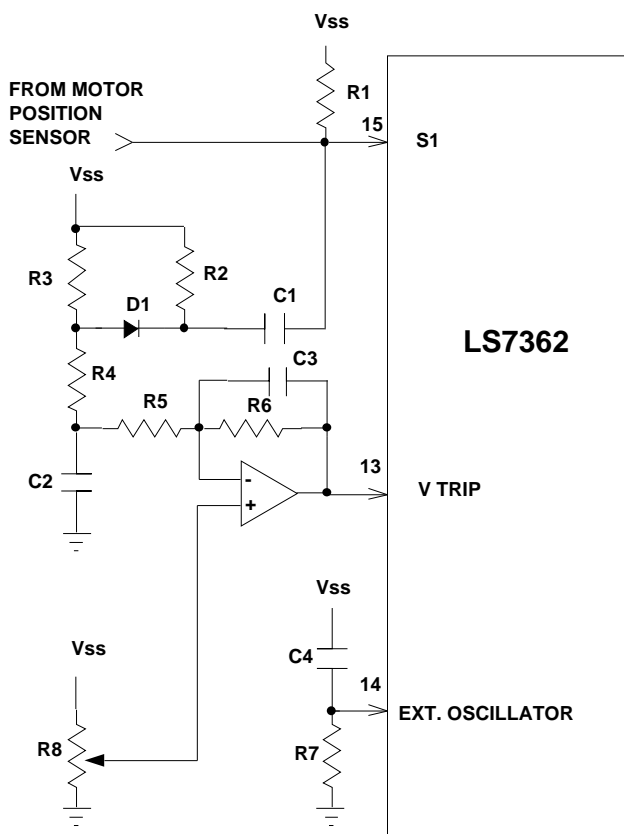 Vss
R1
FROM MOTOR
POSITION
SENSOR
15
S1
Vss
R3
R2
D1
C1
LS7362
C3
R4
R5
R6
C2
-
+
13
V TRIP
Vss
Vss
C4
14
EXT. OSCILLATOR
R8
R7